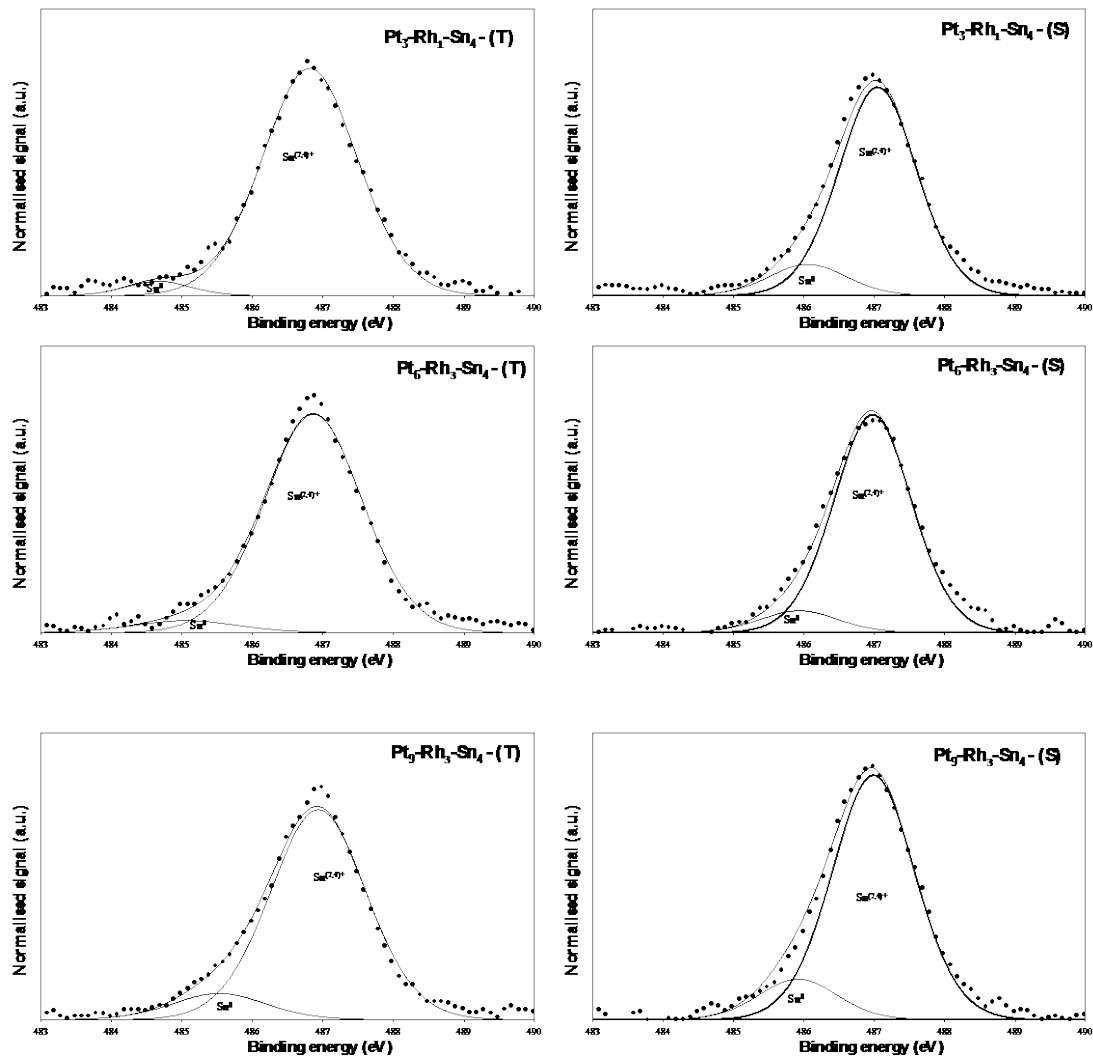 Pt₃-Rh₁-Sn₄- (T)
Normalised signal (a.u.)
Sn⁽²,⁴⁾⁺
Sn⁰
483 484 485 486 487 488 489 490
Binding energy (eV)
Pt₃-Rh₁-Sn₄- (S)
Normalised signal (a.u.)
Sn⁽²,⁴⁾⁺
Sn⁰
483 484 485 486 487 488 489 490
Binding energy (eV)
Pt₆-Rh₃-Sn₄- (T)
Normalised signal (a.u.)
Sn⁽²,⁴⁾⁺
Sn⁰
483 484 485 486 487 488 489 490
Binding energy (eV)
Pt₆-Rh₃-Sn₄- (S)
Normalised signal (a.u.)
Sn⁽²,⁴⁾⁺
Sn⁰
483 484 485 486 487 488 489 490
Binding energy (eV)
Pt₉-Rh₃-Sn₄- (T)
Normalised signal (a.u.)
Sn⁽²,⁴⁾⁺
Sn⁰
483 484 485 486 487 488 489 490
Binding energy (eV)
Pt₉-Rh₃-Sn₄- (S)
Normalised signal (a.u.)
Sn⁽²,⁴⁾⁺
Sn⁰
483 484 485 486 487 488 489 490
Binding energy (eV)